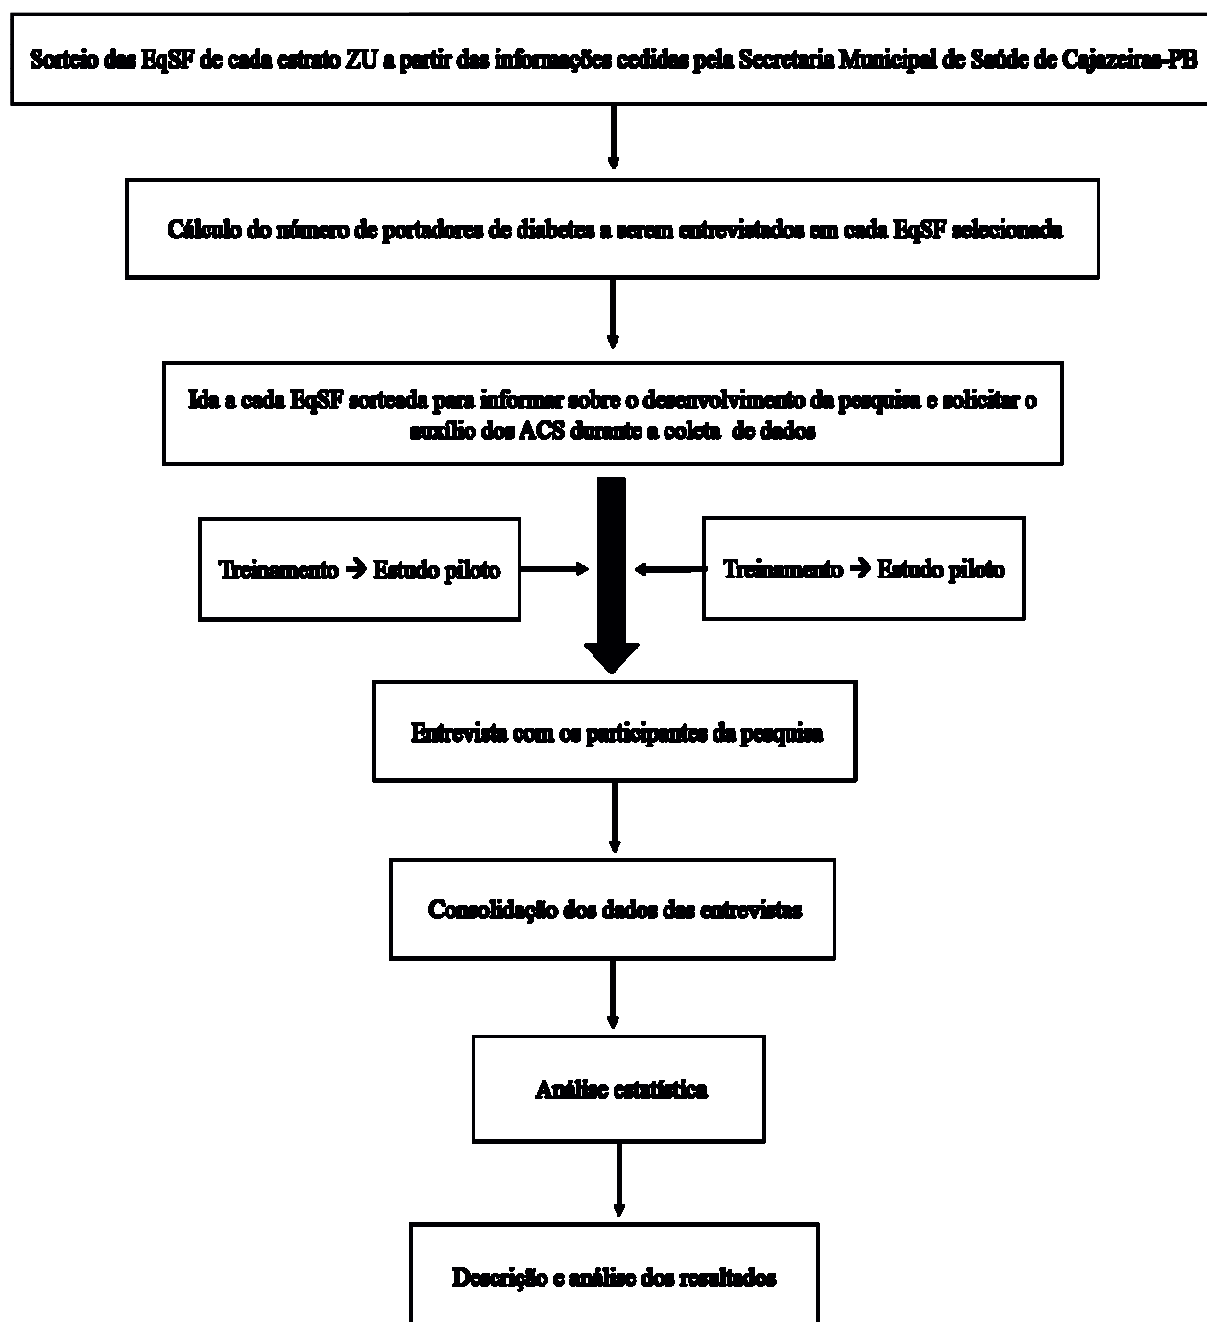 Sorteio das EqSF de cada estrato ZU a partir das informações cedidas pela Secretaria Municipal de Saúde de Cajazeiras-PB
Cálculo do número de portadores de diabetes a serem entrevistados em cada EqSF selecionada
Ida a cada EqSF sorteada para informar sobre o desenvolvimento da pesquisa e solicitar o
auxílio dos ACS durante a coleta de dados
Treinamento → Estudo piloto
Treinamento → Estudo piloto
Entrevista com os participantes da pesquisa
Consolidação dos dados das entrevistas
Análise estatística
Descrição e análise dos resultados